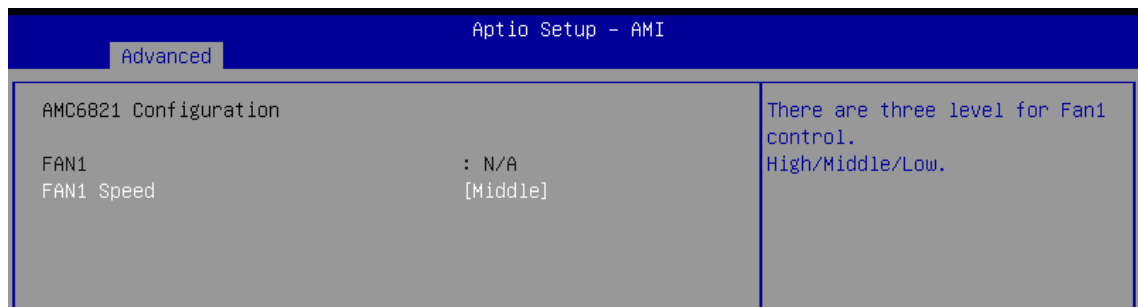 Aptio Setup – AMI
Advanced
AMC6821 Configuration
FAN1 : N/A
FAN1 Speed [Middle]
There are three level for Fan1
control.
High/Middle/Low.